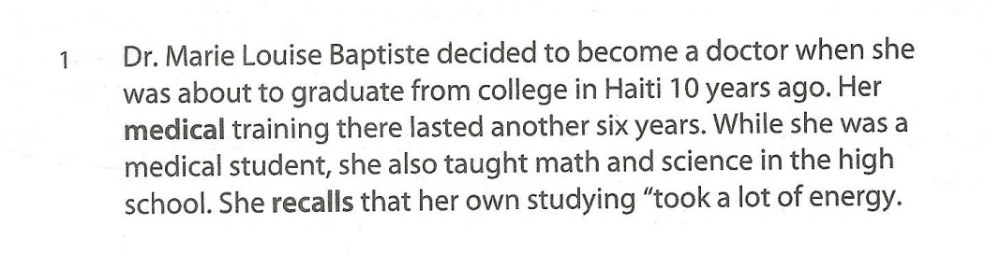 1 Dr. Marie Louise Baptiste decided to become a doctor when she
was about to graduate from college in Haiti 10 years ago. Her
medical training there lasted another six years. While she was a
medical student, she also taught math and science in the high
school. She recalls that her own studying “took a lot of energy.